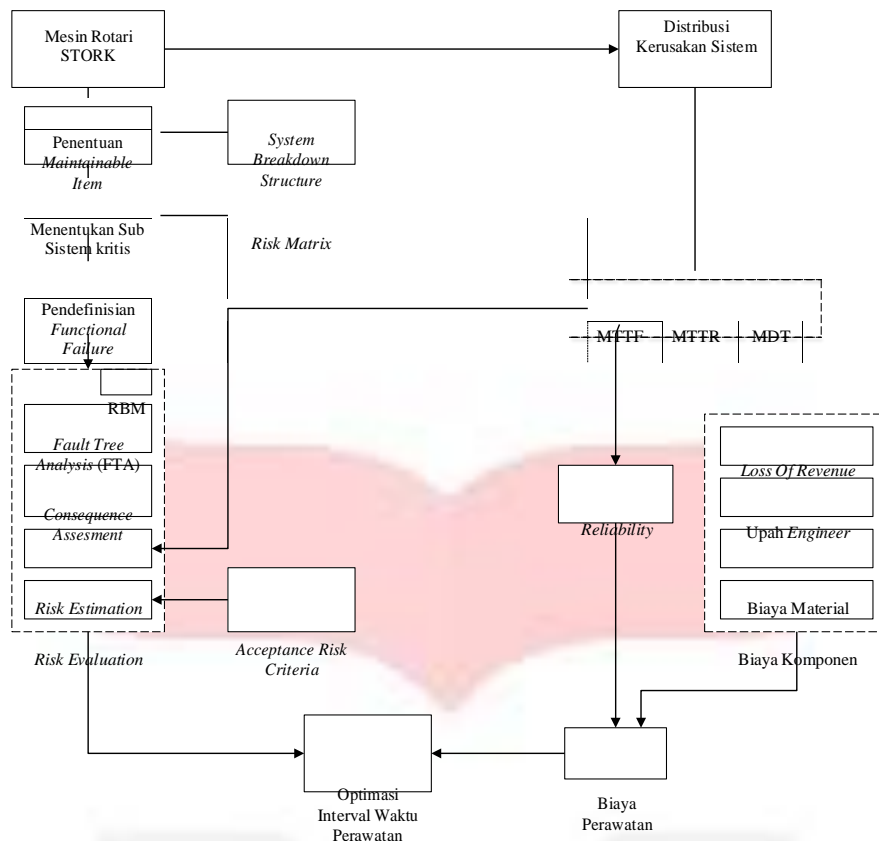 Mesin Rotari
STORK
Distribusi
Kerusakan Sistem
Penentuan
Maintainable
Item
System
Breakdown
Structure
Menentukan Sub
Sistem kritis
Risk Matrix
Pendefinisian
Functional
Failure
MTTF
MTTR
MDT
RBM
Fault Tree
Analysis (FTA)
Consequence
Assesment
Risk Estimation
Risk Evaluation
Acceptance Risk
Criteria
Reliability
Loss Of Revenue
Upah Engineer
Biaya Material
Biaya Komponen
Optimasi
Interval Waktu
Perawatan
Biaya
Perawatan